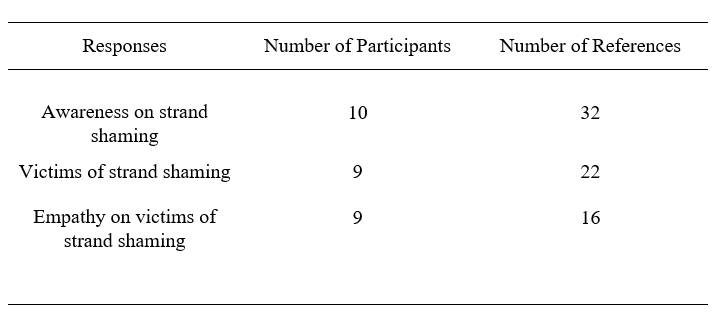 Responses Number of Participants Number of References
Awareness on strand shaming 10 32
Victims of strand shaming 9 22
Empathy on victims of strand shaming 9 16